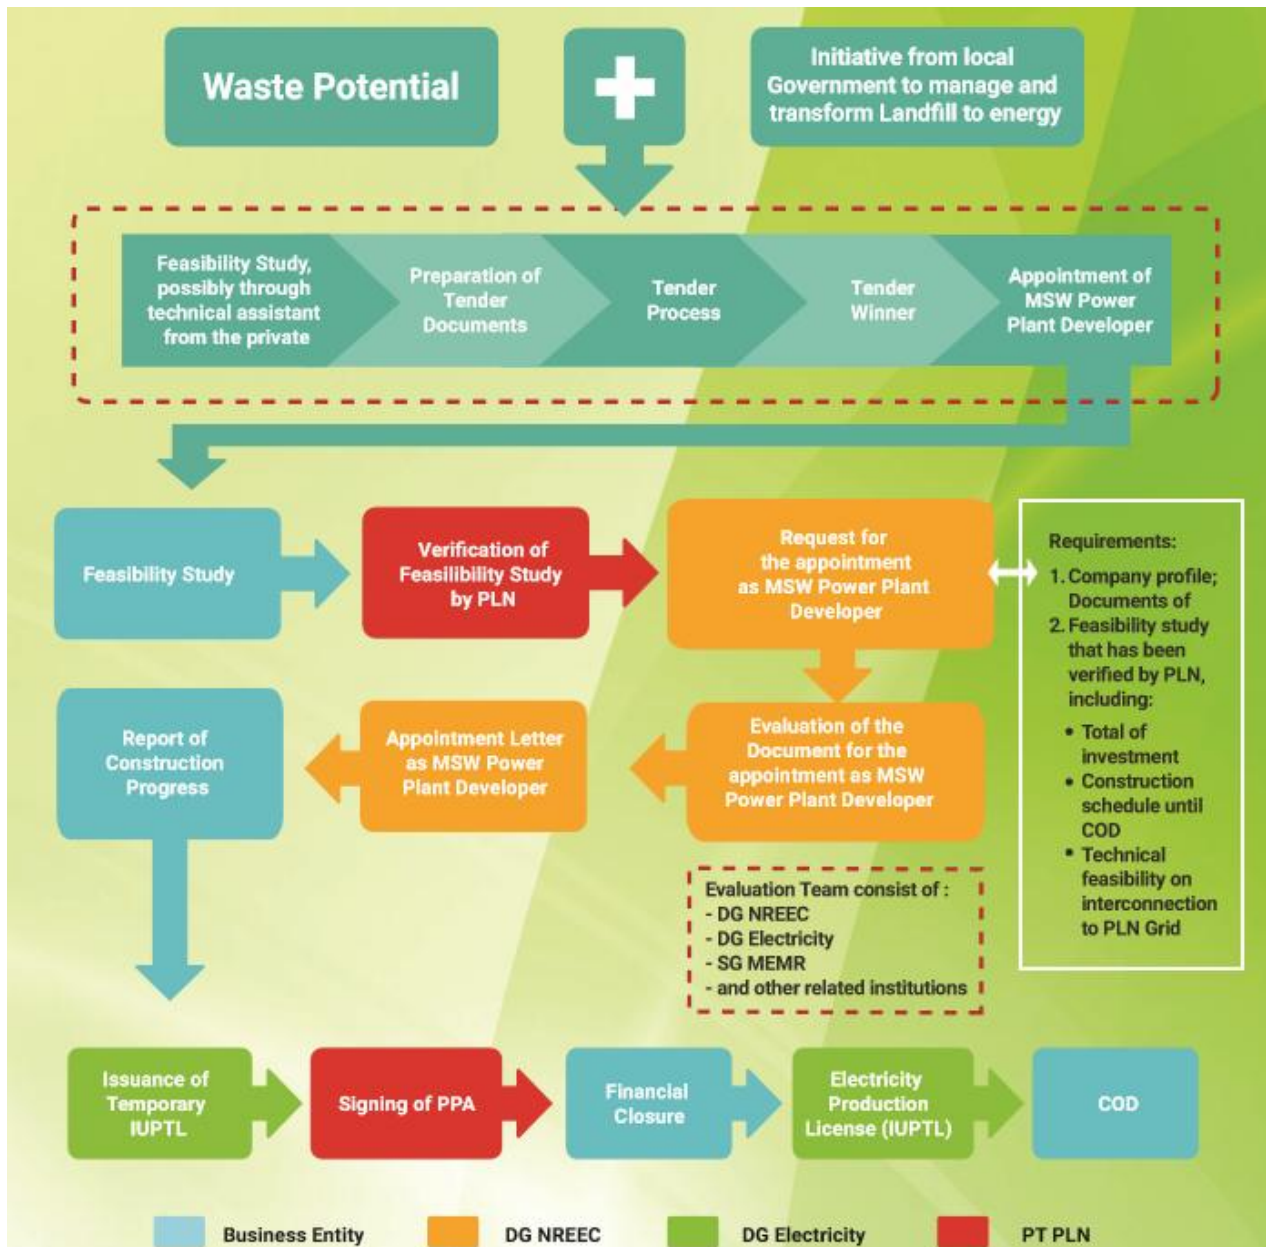 Waste Potential
Initiative from local
Government to manage and
transform Landfill to energy
Feasibility Study,
possibly through
technical assistant
from the private
Preparation of
Tender
Documents
Tender
Process
Tender
Winner
Appointment of
MSW Power
Plant Developer
Feasibility Study
Verification of
Feasilibility Study
by PLN
Request for
the appointment
as MSW Power Plant
Developer
Requirements:
1. Company profile;
Documents of
2. Feasibility study
that has been
verified by PLN,
including:
• Total of
investment
• Construction
schedule until
COD
• Technical
feasibility on
interconnection
to PLN Grid
Report of
Construction
Progress
Appointment Letter
as MSW Power
Plant Developer
Evaluation of the
Document for the
appointment as MSW
Power Plant Developer
Evaluation Team consist of :
- DG NREEC
- DG Electricity
- SG MEMR
- and other related institutions
Issuance of
Temporary
IUPTL
Signing of PPA
Financial
Closure
Electricity
Production
License (IUPTL)
COD
Business Entity
DG NREEC
DG Electricity
PT PLN